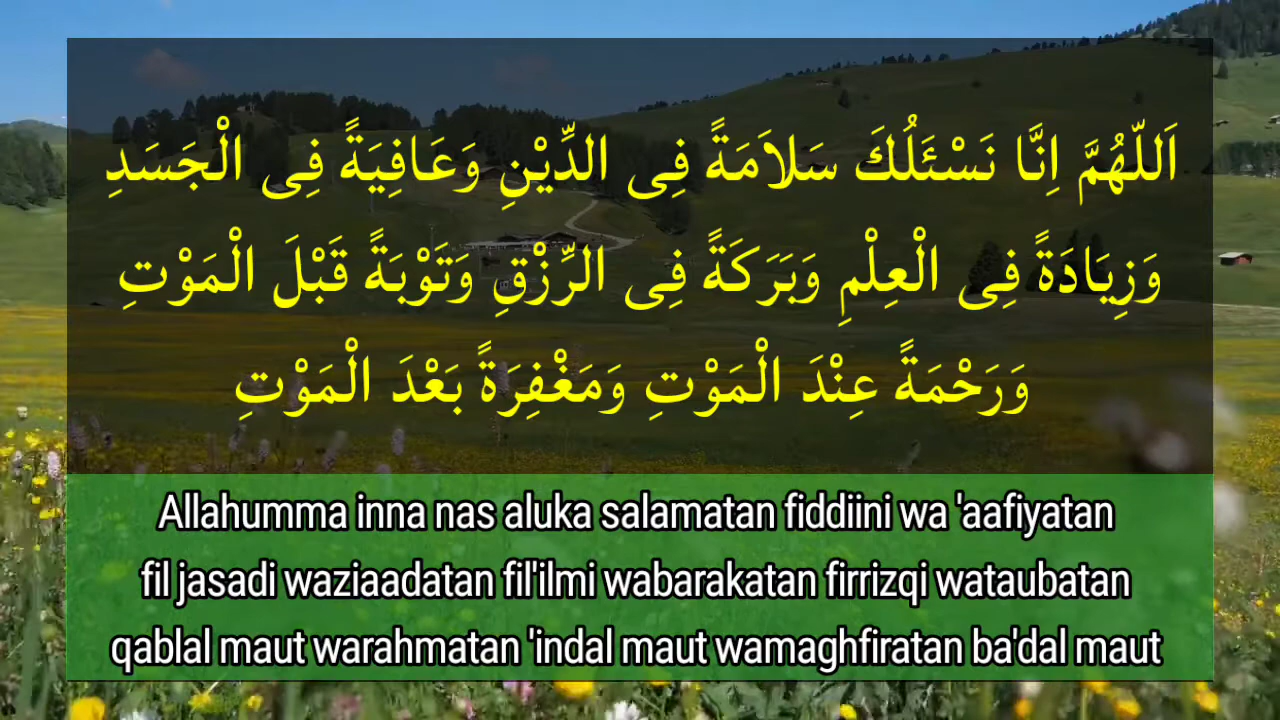 اَللّٰهُمَّ اِنَّا نَسْئَلُكَ سَلاَمَةً فِى الدِّيْنِ وَعَافِيَةً فِى الْجَسَدِ
وَزِيَادَةً فِى الْعِلْمِ وَبَرَكَةً فِى الرِّزْقِ وَتَوْبَةً قَبْلَ الْمَوْتِ
وَرَحْمَةً عِنْدَ الْمَوْتِ وَمَغْفِرَةً بَعْدَ الْمَوْتِ
Allahumma inna nas aluka salamatan fiddiini wa 'aafiyatan
fil jasadi waziaadatan fil'ilmi wabarakatan firrizqi wataubatan
qablal maut warahmatan 'indal maut wamaghfiratan ba'dal maut